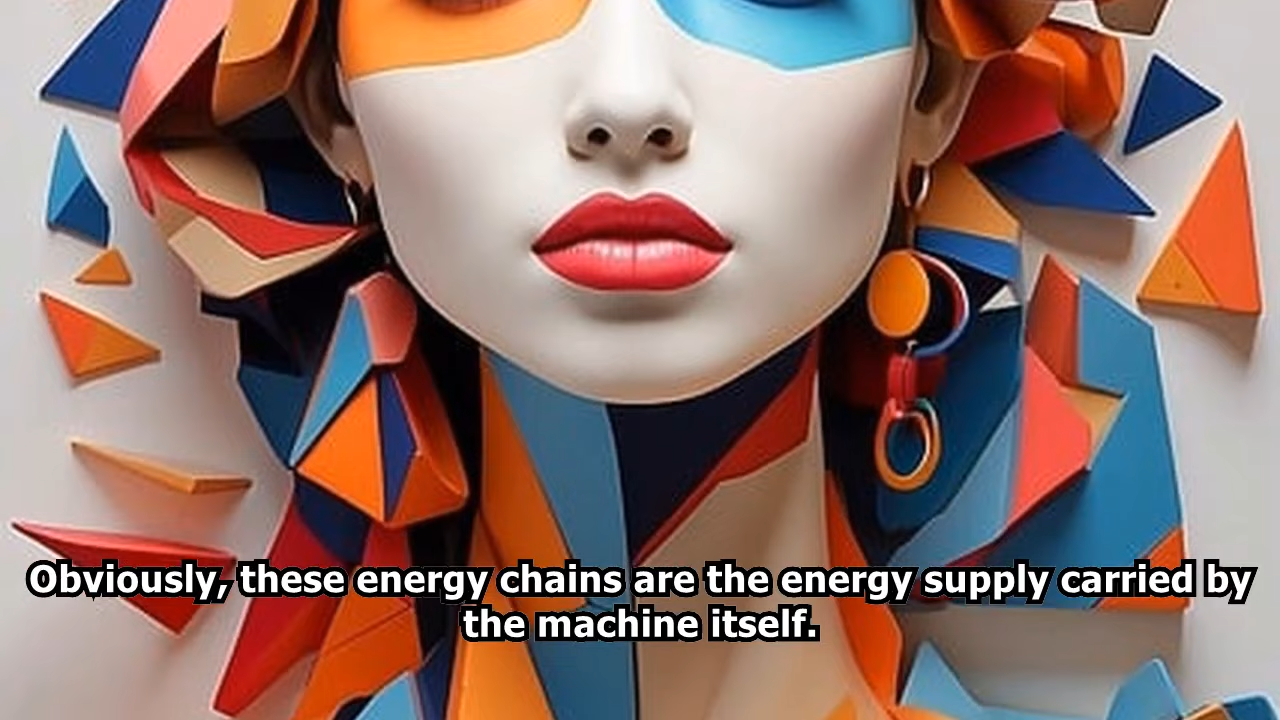 Obviously, these energy chains are the energy supply carried by
the machine itself.